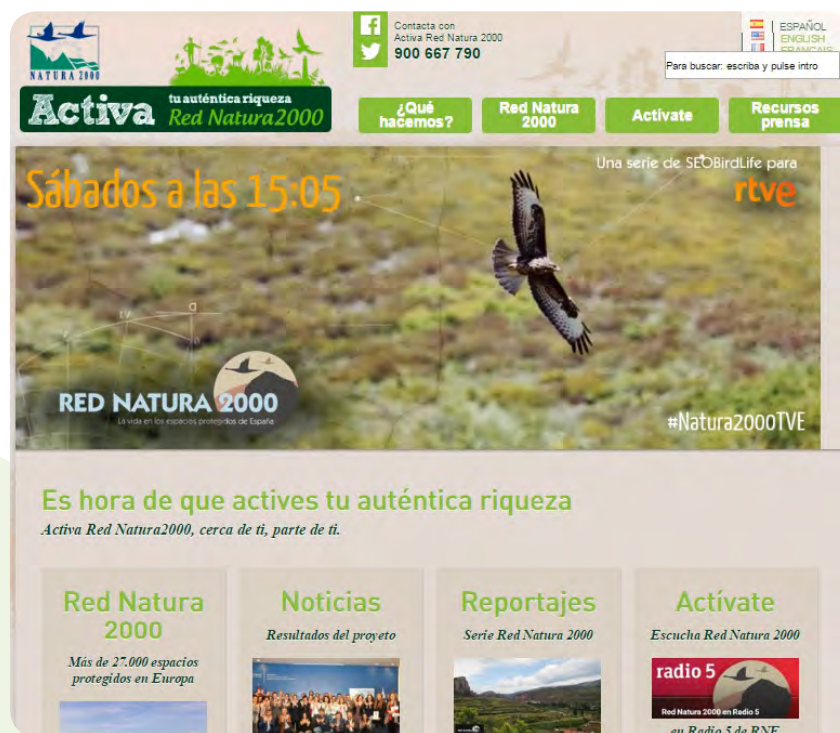 NATURA 2000
Activa
tu auténtica riqueza
Red Natura2000
Contacta con
Activa Red Natura 2000
900 667 790
ESPAÑOL
ENGLISH
FRANÇAIS
Para buscar: escriba y pulse intro
¿Qué
hacemos?
Red Natura
2000
Activate
Recursos
prensa
Sábados a las 15:05
Una serie de SEOBirdLife para
rtve
RED NATURA 2000
La vida en los espacios protegidos de España
#Natura2000TVE
Es hora de que actives tu auténtica riqueza
Activa Red Natura2000, cerca de ti, parte de ti.
Red Natura
2000
Más de 27.000 espacios
protegidos en Europa
Noticias
Resultados del proyeto
Reportajes
Serie Red Natura 2000
Actívate
Escucha Red Natura 2000
radio 5
Red Natura 2000 en Radio 5
en Radio 5 de RNE